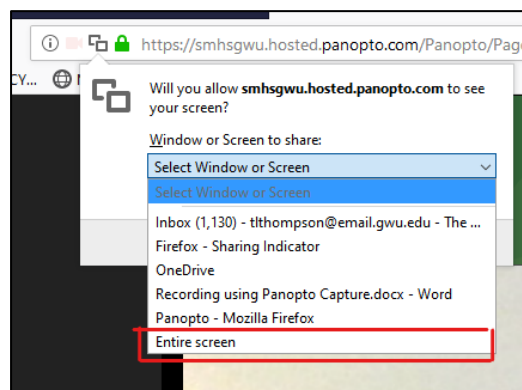 https://smhsgwu.hosted.panopto.com/Panopto/Pag
CY...
Will you allow smhsgwu.hosted.panopto.com to see
your screen?
Window or Screen to share:
Select Window or Screen
Select Window or Screen
Inbox (1,130) - tlthompson@email.gwu.edu - The ...
Firefox - Sharing Indicator
OneDrive
Recording using Panopto Capture.docx - Word
Panopto - Mozilla Firefox
Entire screen